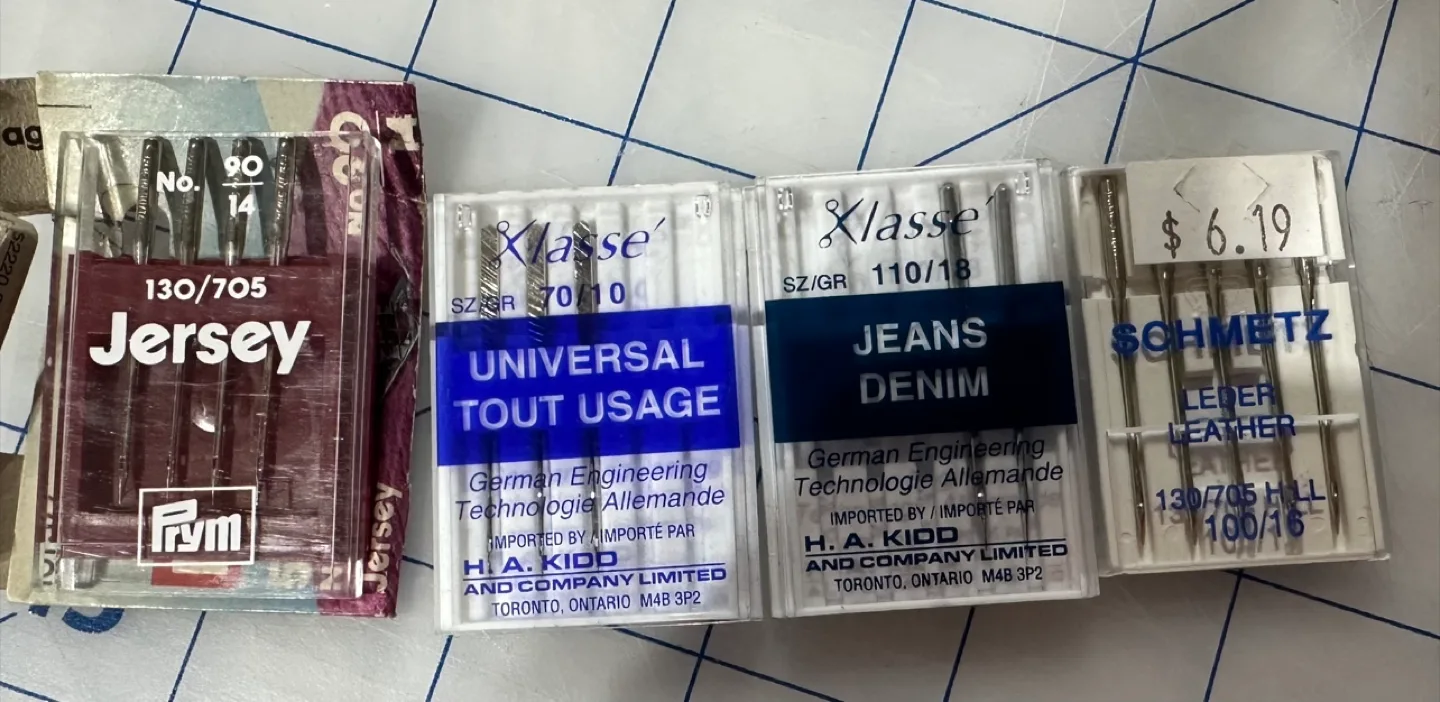 ag
No. 90
14
130/705
Jersey
Prym
Jersey
Klassé
SZ/GR 70/10
UNIVERSAL
TOUT USAGE
German Engineering
Technologie Allemande
IMPORTED BY / IMPORTÉ PAR
H. A. KIDD
AND COMPANY LIMITED
TORONTO, ONTARIO M4B 3P2
Klassé
SZ/GR 110/18
JEANS
DENIM
German Engineering
Technologie Allemande
IMPORTED BY / IMPORTÉ PAR
H. A. KIDD
AND COMPANY LIMITED
TORONTO, ONTARIO M4B 3P2
$ 6.19
SCHMETZ
LEDER
LEATHER
130/705 H LL
100/16